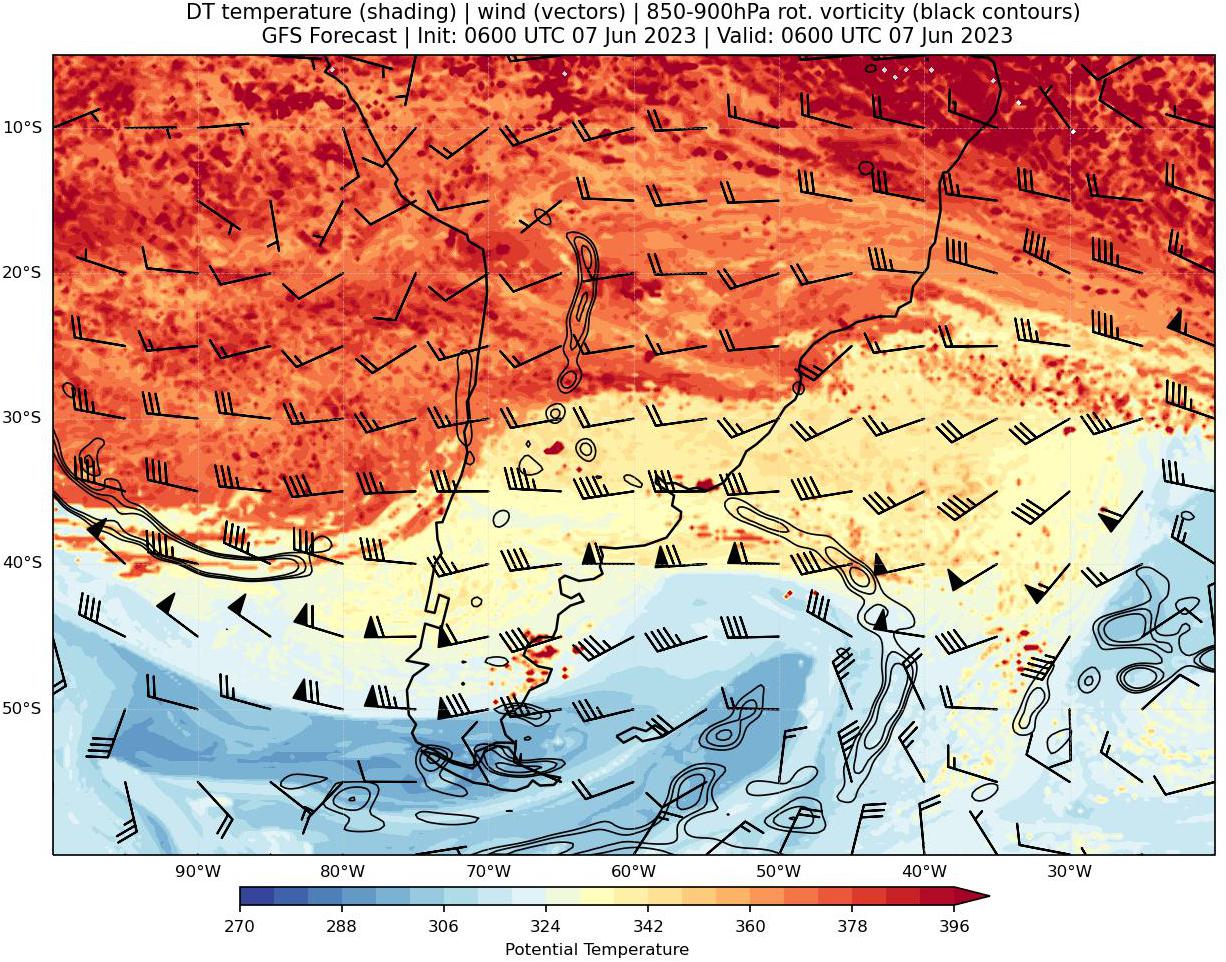 DT temperature (shading) | wind (vectors) | 850-900hPa rot. vorticity (black contours)
GFS Forecast | Init: 0600 UTC 07 Jun 2023 | Valid: 0600 UTC 07 Jun 2023
10°S
20°S
30°S
40°S
50°S
90°W 80°W 70°W 60°W 50°W 40°W 30°W
270 288 306 324 342 360 378 396
Potential Temperature